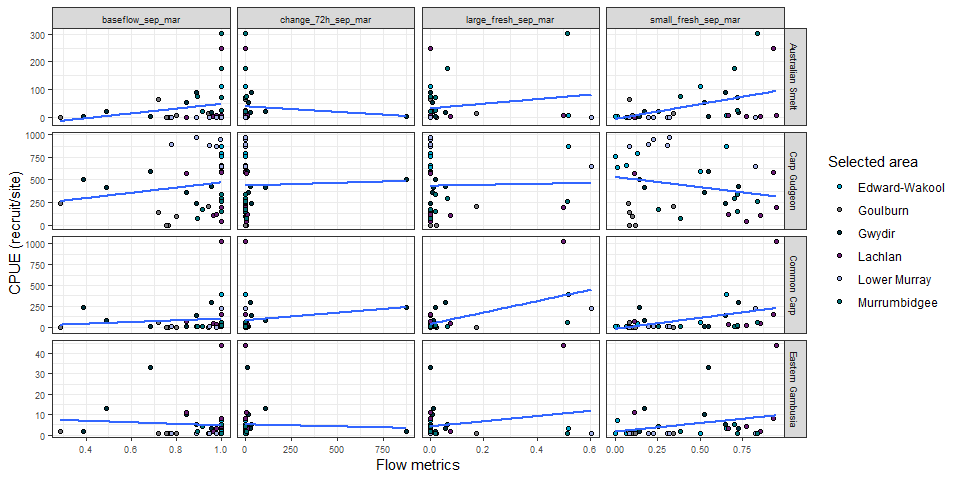 baseflow_sep_mar change_72h_sep_mar large_fresh_sep_mar small_fresh_sep_mar
300
200
100
0
Australian Smelt
1000
750
500
250
0
Carp Gudgeon
1000
750
500
250
0
Common Carp
40
30
20
10
0
Eastern Gambusia
CPUE (recruit/site)
0.4 0.6 0.8 1.0 0 250 500 750 0.0 0.2 0.4 0.6 0.00 0.25 0.50 0.75
Flow metrics
Selected area
Edward-Wakool
Goulburn
Gwydir
Lachlan
Lower Murray
Murrumbidgee